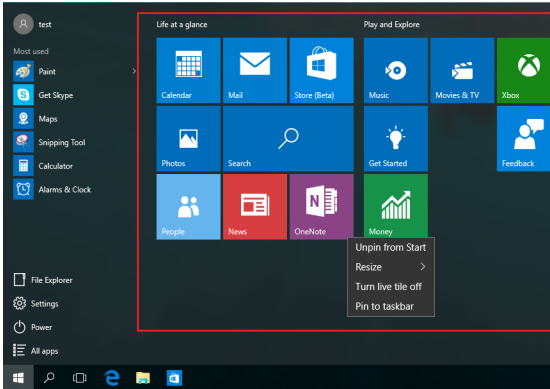 test
Most used
Paint
Get Skype
Maps
Snipping Tool
Calculator
Alarms & Clock
File Explorer
Settings
Power
All apps
Life at a glance
Play and Explore
Calendar
Mail
Store (Beta)
Music
Movies & TV
Xbox
Photos
Search
Get Started
Feedback
People
News
OneNote
Money
Unpin from Start
Resize
Turn live tile off
Pin to taskbar